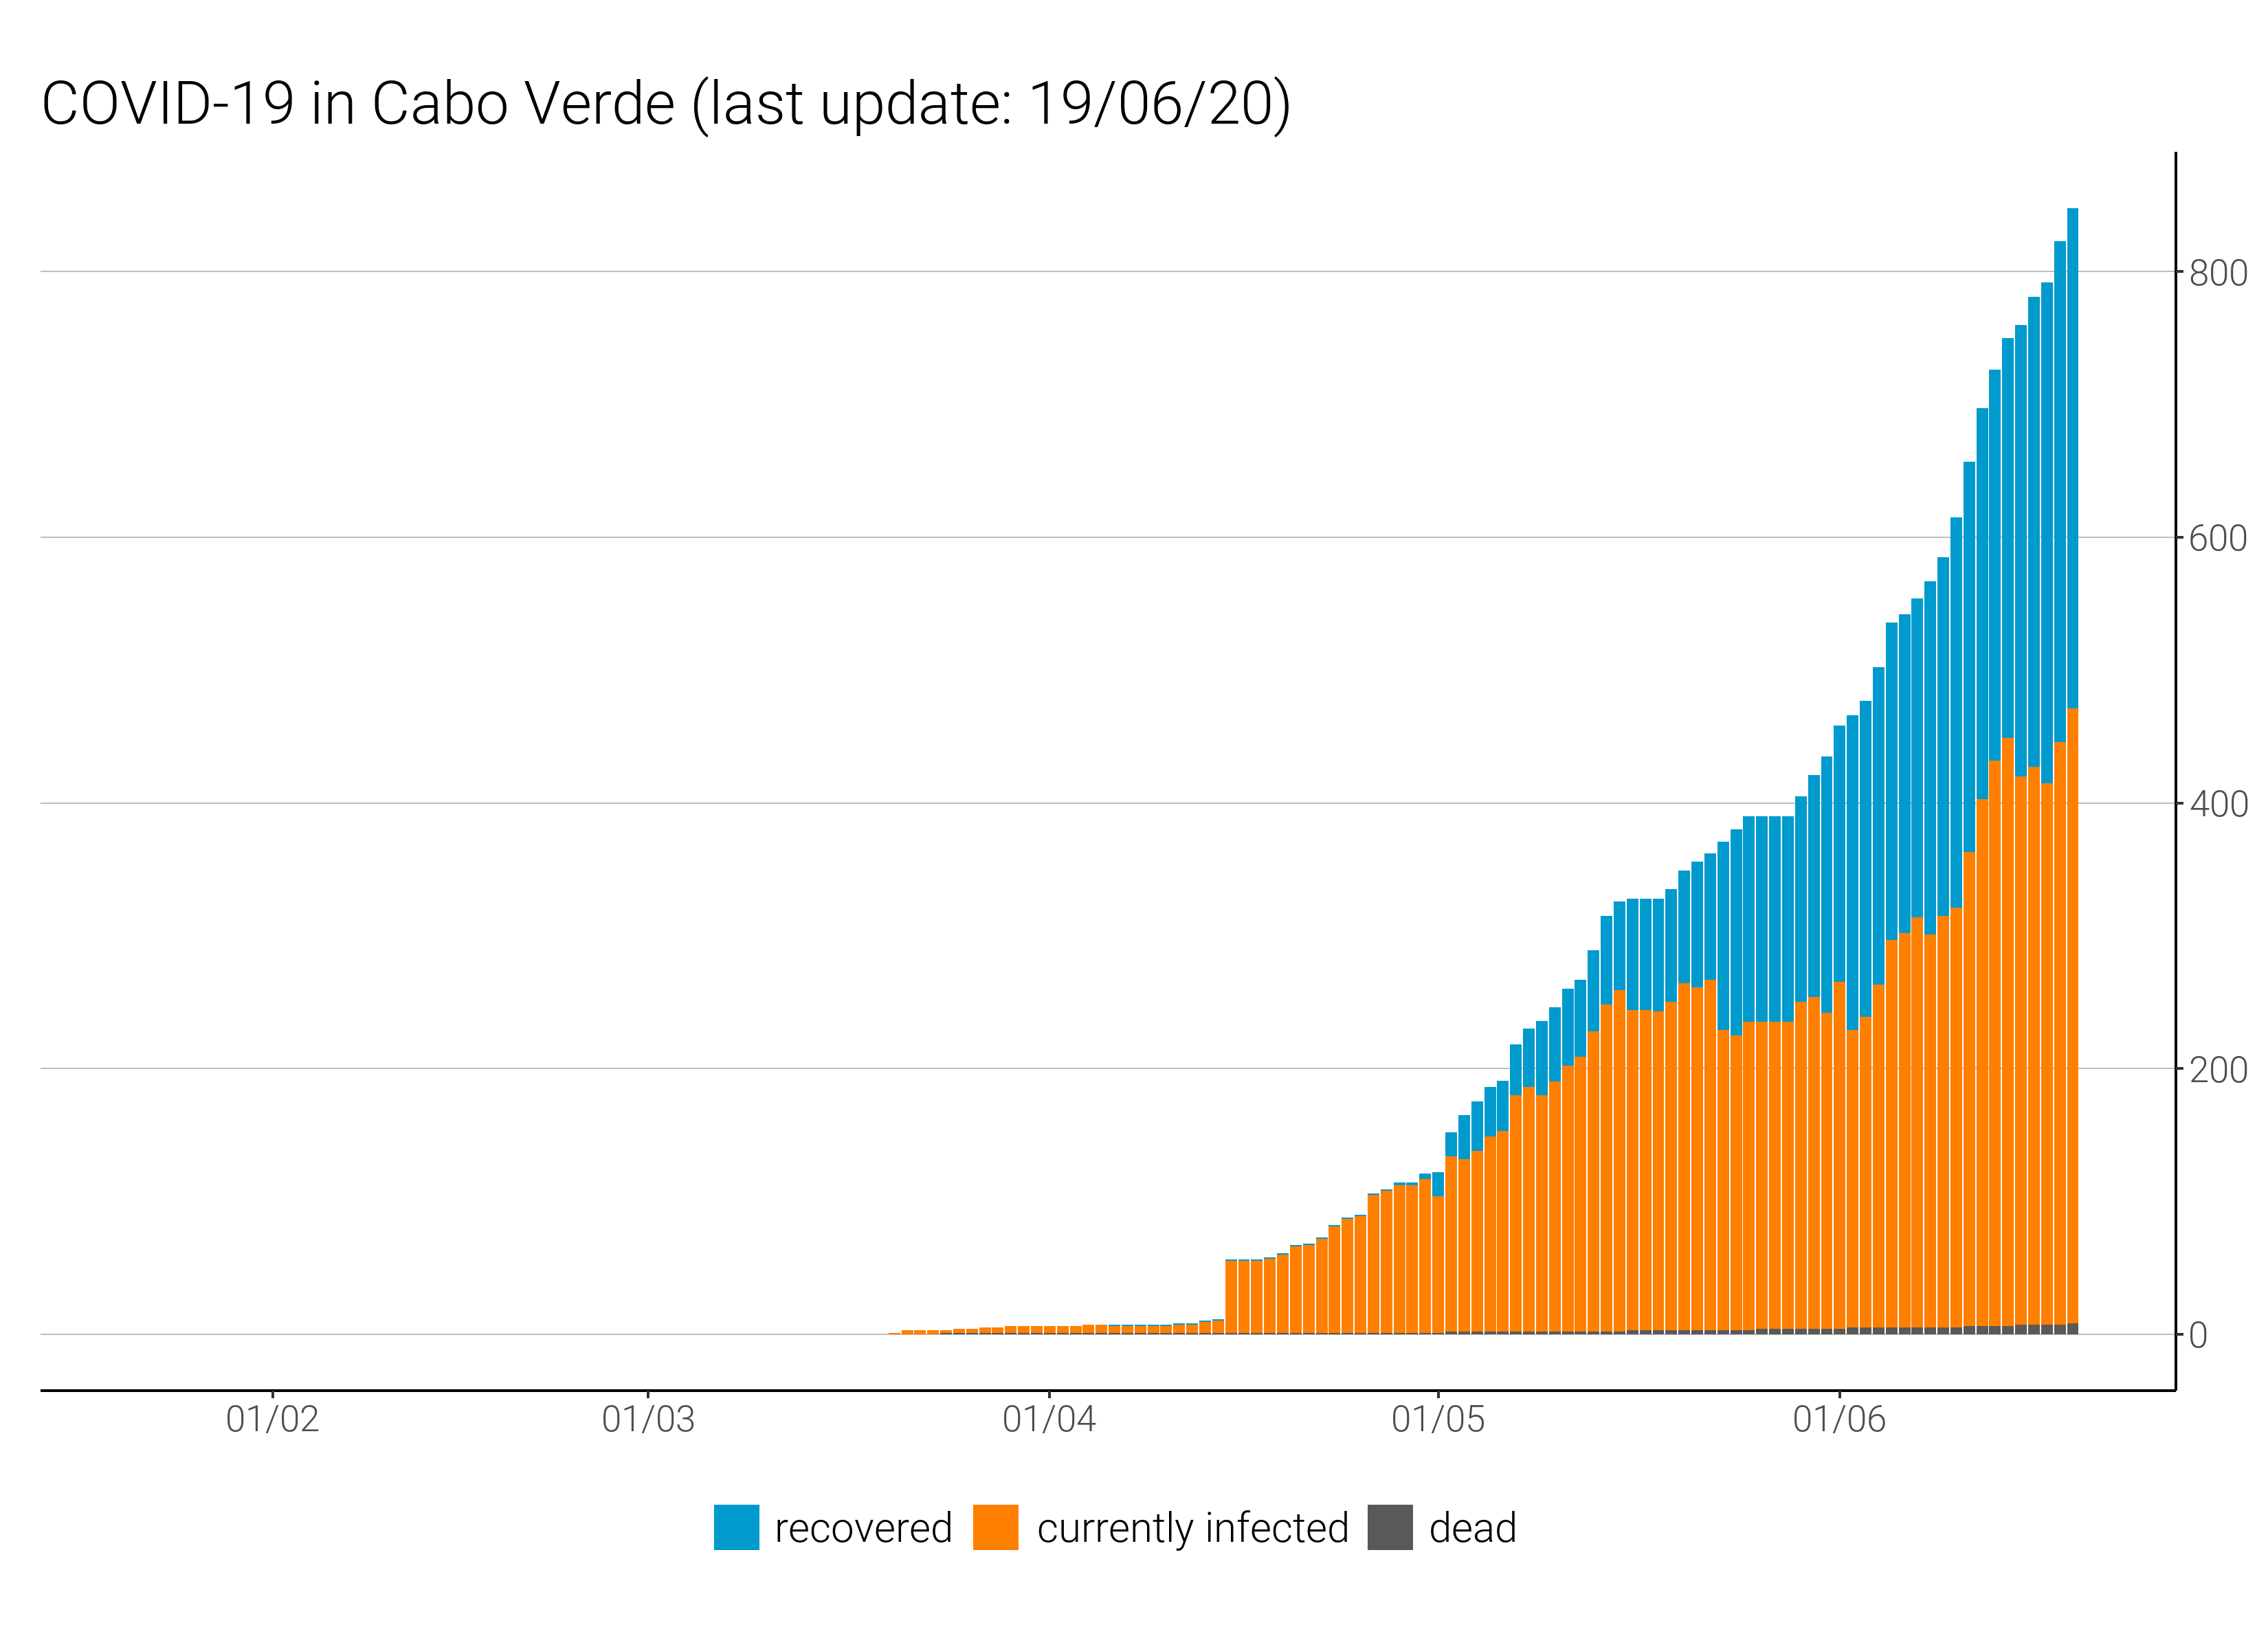 COVID-19 in Cabo Verde (last update: 19/06/20)
800
600
400
200
0
01/02 01/03 01/04 01/05 01/06
recovered currently infected dead